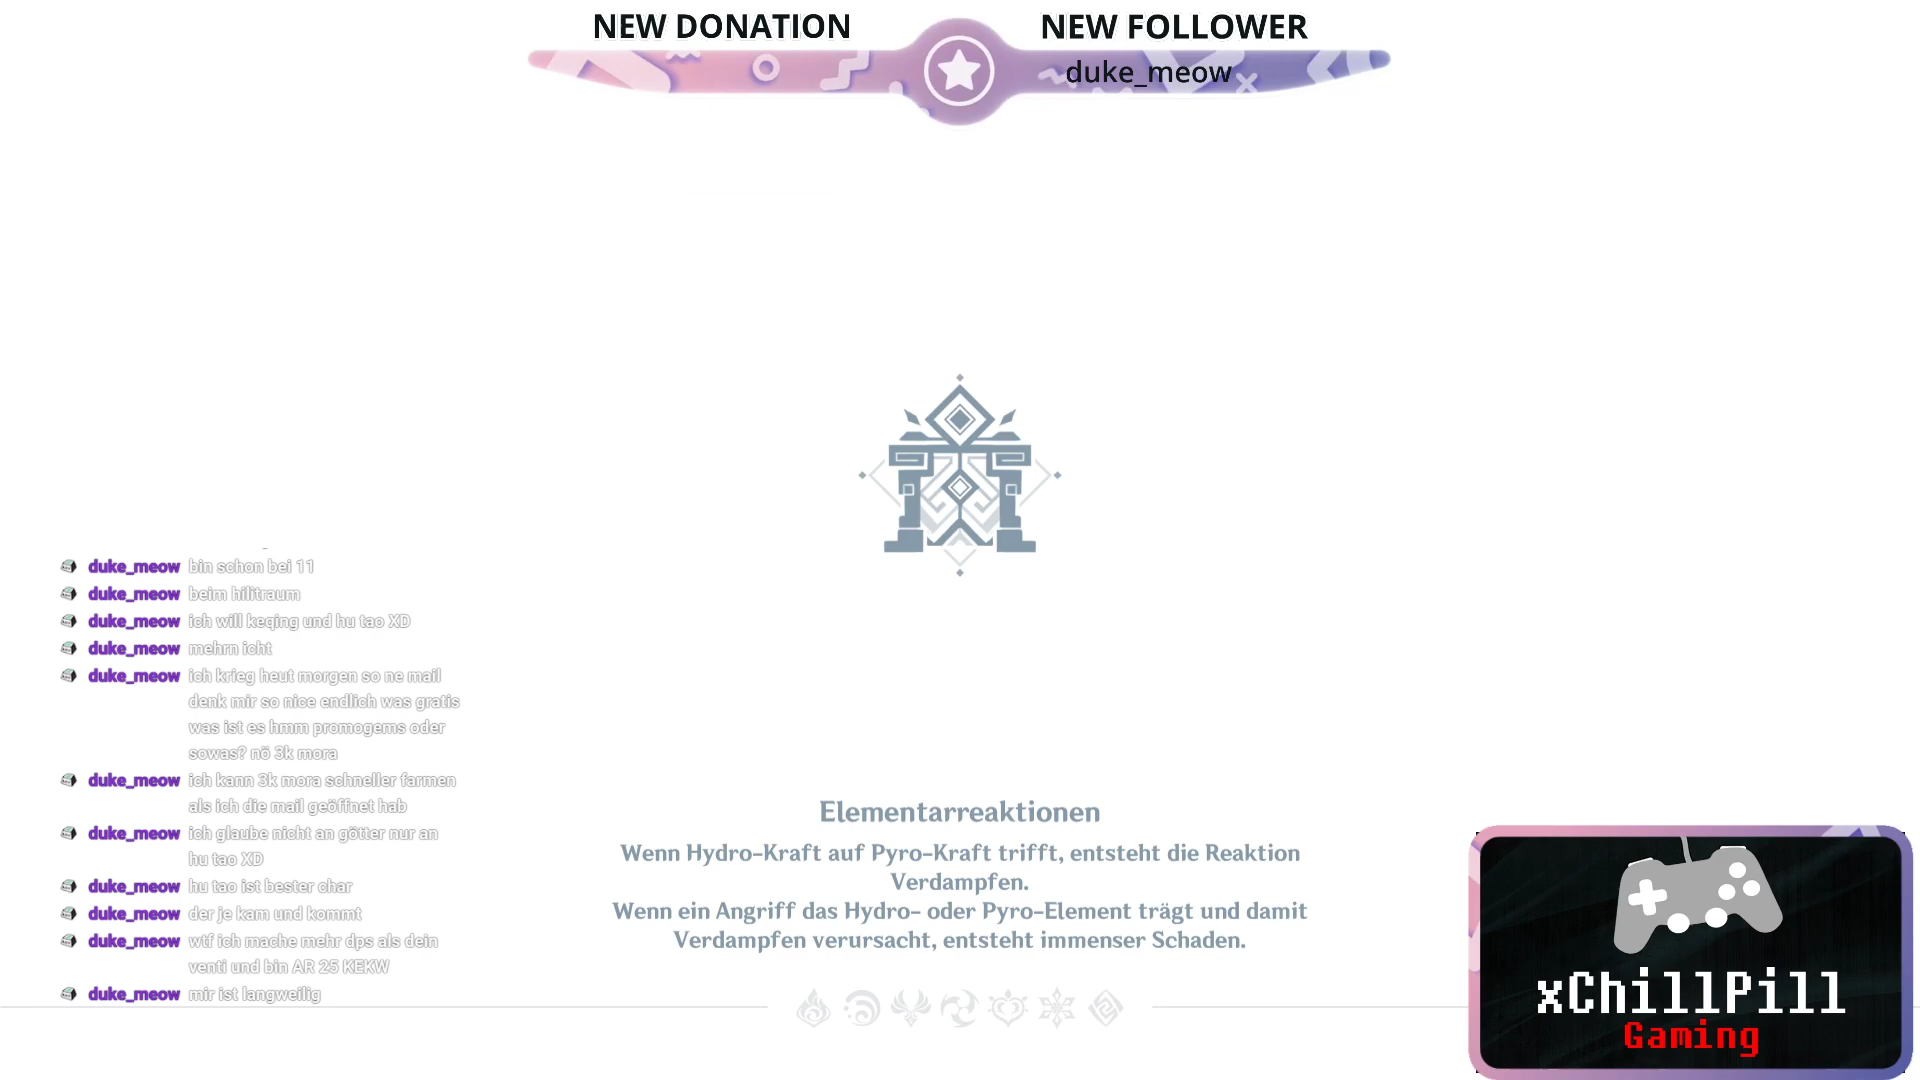 NEW DONATION
NEW FOLLOWER
duke_meow
duke_meow bin schon bei 11
duke_meow beim hilitraum
duke_meow ich will keqing und hu tao XD
duke_meow mehrn icht
duke_meow ich krieg heut morgen so ne mail
denk mir so nice endlich was gratis
was ist es hmm promogems oder
sowas? nö 3k mora
duke_meow ich kann 3k mora schneller farmen
als ich die mail geöffnet hab
duke_meow ich glaube nicht an götter nur an
hu tao XD
duke_meow hu tao ist bester char
duke_meow der je kam und kommt
duke_meow wtf ich mache mehr dps als dein
venti und bin AR 25 KEKW
duke_meow mir ist langweilig
Elementarreaktionen
Wenn Hydro-Kraft auf Pyro-Kraft trifft, entsteht die Reaktion
Verdampfen.
Wenn ein Angriff das Hydro- oder Pyro-Element trägt und damit
Verdampfen verursacht, entsteht immenser Schaden.
xChillPill
Gaming